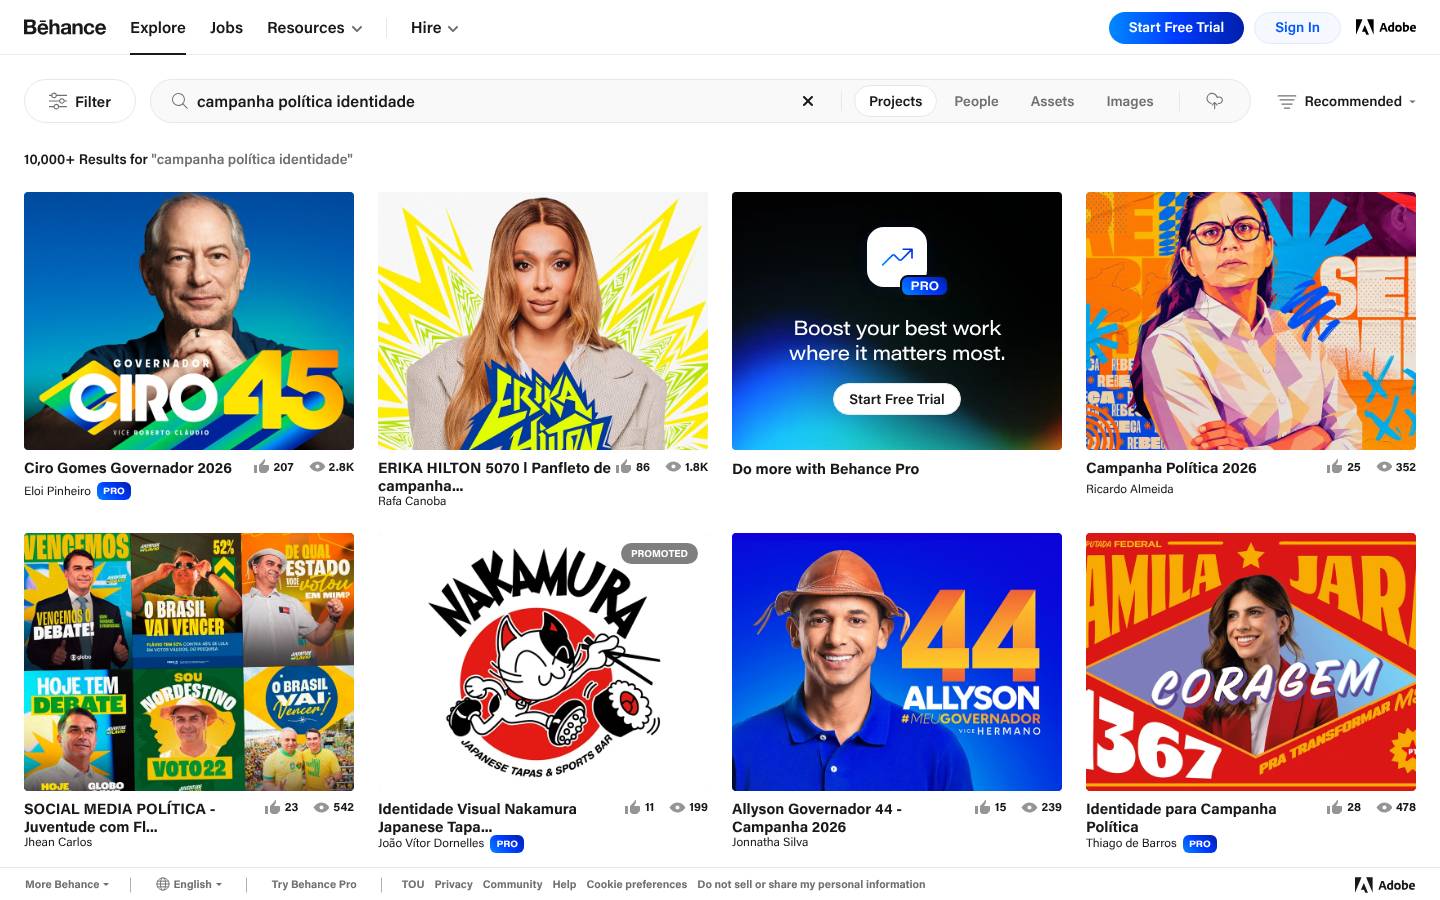 Bēhance
Explore
Jobs
Resources
Hire
Start Free Trial
Sign In
Adobe
Filter
campanha política identidade
Projects
People
Assets
Images
Recommended
10,000+ Results for "campanha política identidade"
GOVERNADOR
CIRO 45
VICE ROBERTO CLÁUDIO
ERIKA
HILTON
PRO
Boost your best work
where it matters most.
Start Free Trial
Ciro Gomes Governador 2026
207
2.8K
Eloi Pinheiro
PRO
ERIKA HILTON 5070 l Panfleto de
campanha...
86
1.8K
Rafa Canoba
Do more with Behance Pro
Campanha Política 2026
25
352
Ricardo Almeida
VENCEMOS
VENCEMOS O
DEBATE!
globo
52%
O BRASIL
VAI VENCER
DE QUAL
ESTADO
VOCÊ votou
EM MIM?
HOJE TEM
DEBATE
HOJE
GLOBO
SOU
NORDESTINO
VOTO 22
O BRASIL
VAI
Vencer!
PROMOTED
NAKAMURA
JAPANESE TAPAS & SPORTS BAR
44
ALLYSON
#MEUGOVERNADOR
VICE HERMANO
PUTADA FEDERAL
AMILA JAR
CORAGEM
1367
PRA TRANSFORMAR
SOCIAL MEDIA POLÍTICA -
Juventude com Fl...
23
542
Jhean Carlos
Identidade Visual Nakamura
Japanese Tapa...
11
199
João Vítor Dornelles
PRO
Allyson Governador 44 -
Campanha 2026
15
239
Jonnatha Silva
Identidade para Campanha
Política
28
478
Thiago de Barros
PRO
More Behance
English
Try Behance Pro
TOU
Privacy
Community
Help
Cookie preferences
Do not sell or share my personal information
Adobe